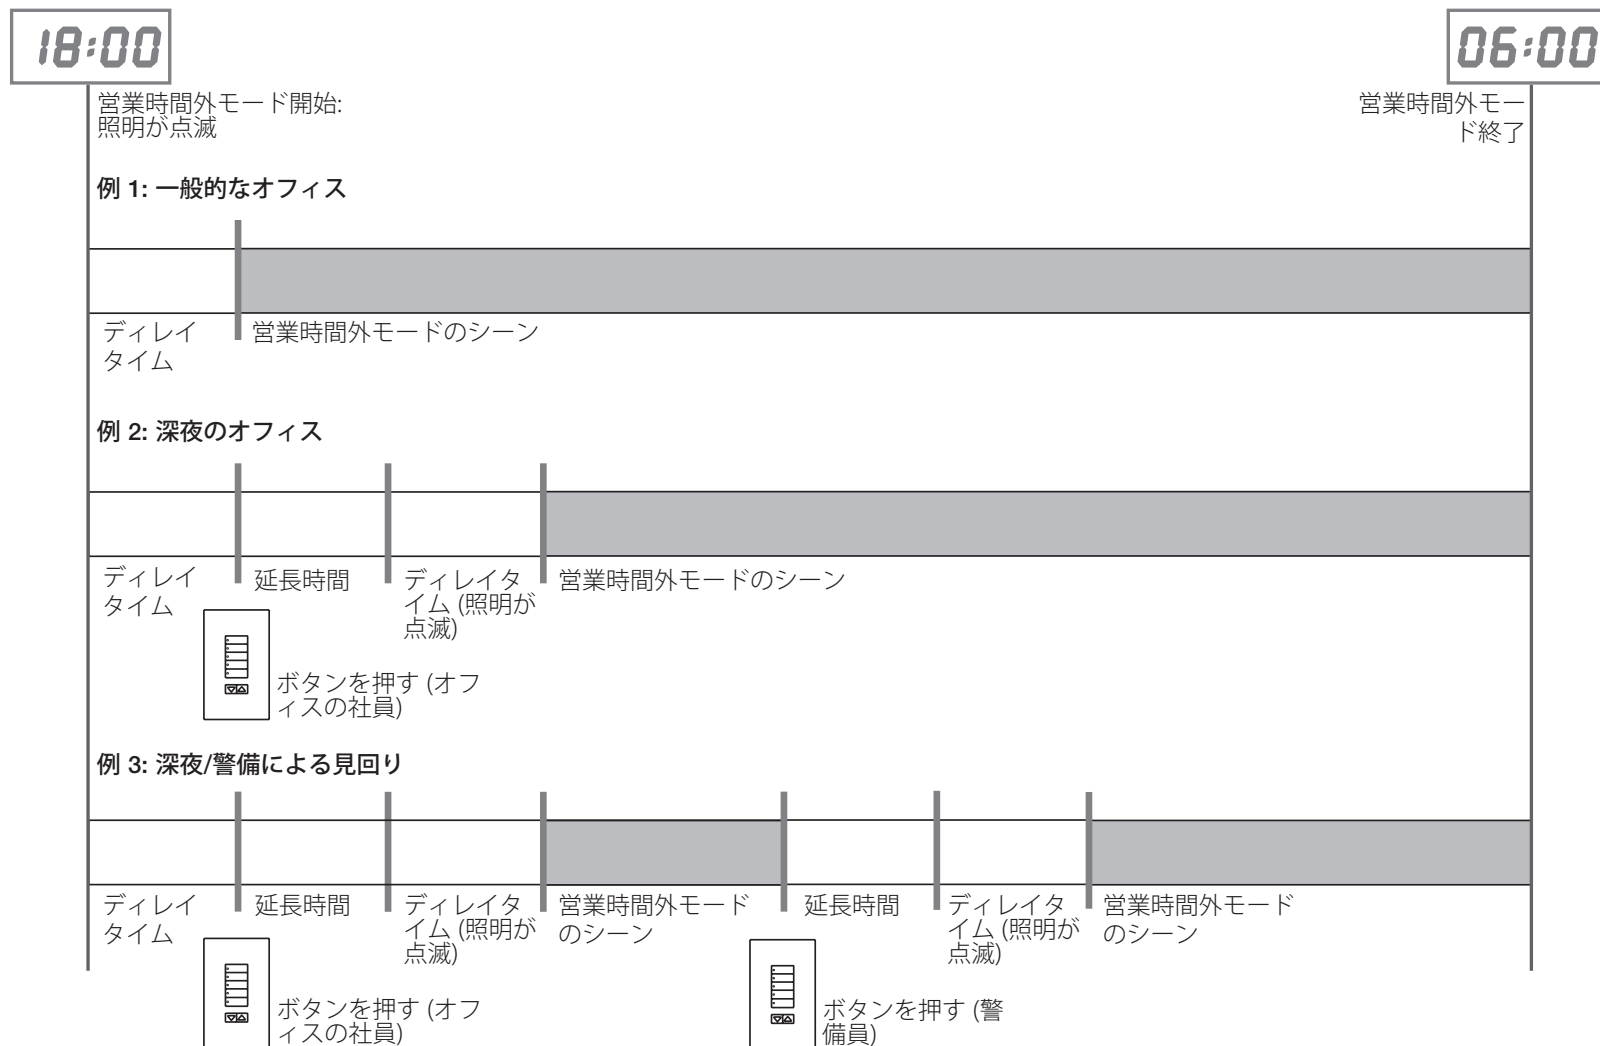 18:00
06:00
営業時間外モード開始:
照明が点滅
営業時間外モー
ド終了
例 1: 一般的なオフィス
ディレイ
タイム
営業時間外モードのシーン
例 2: 深夜のオフィス
ディレイ
タイム
延長時間
ディレイタ
イム (照明が
点滅)
営業時間外モードのシーン
ボタンを押す (オフ
ィスの社員)
例 3: 深夜/警備による見回り
ディレイ
タイム
延長時間
ディレイタ
イム (照明が
点滅)
営業時間外モード
のシーン
延長時間
ディレイタ
イム (照明が
点滅)
営業時間外モード
のシーン
ボタンを押す (オフ
ィスの社員)
ボタンを押す (警
備員)